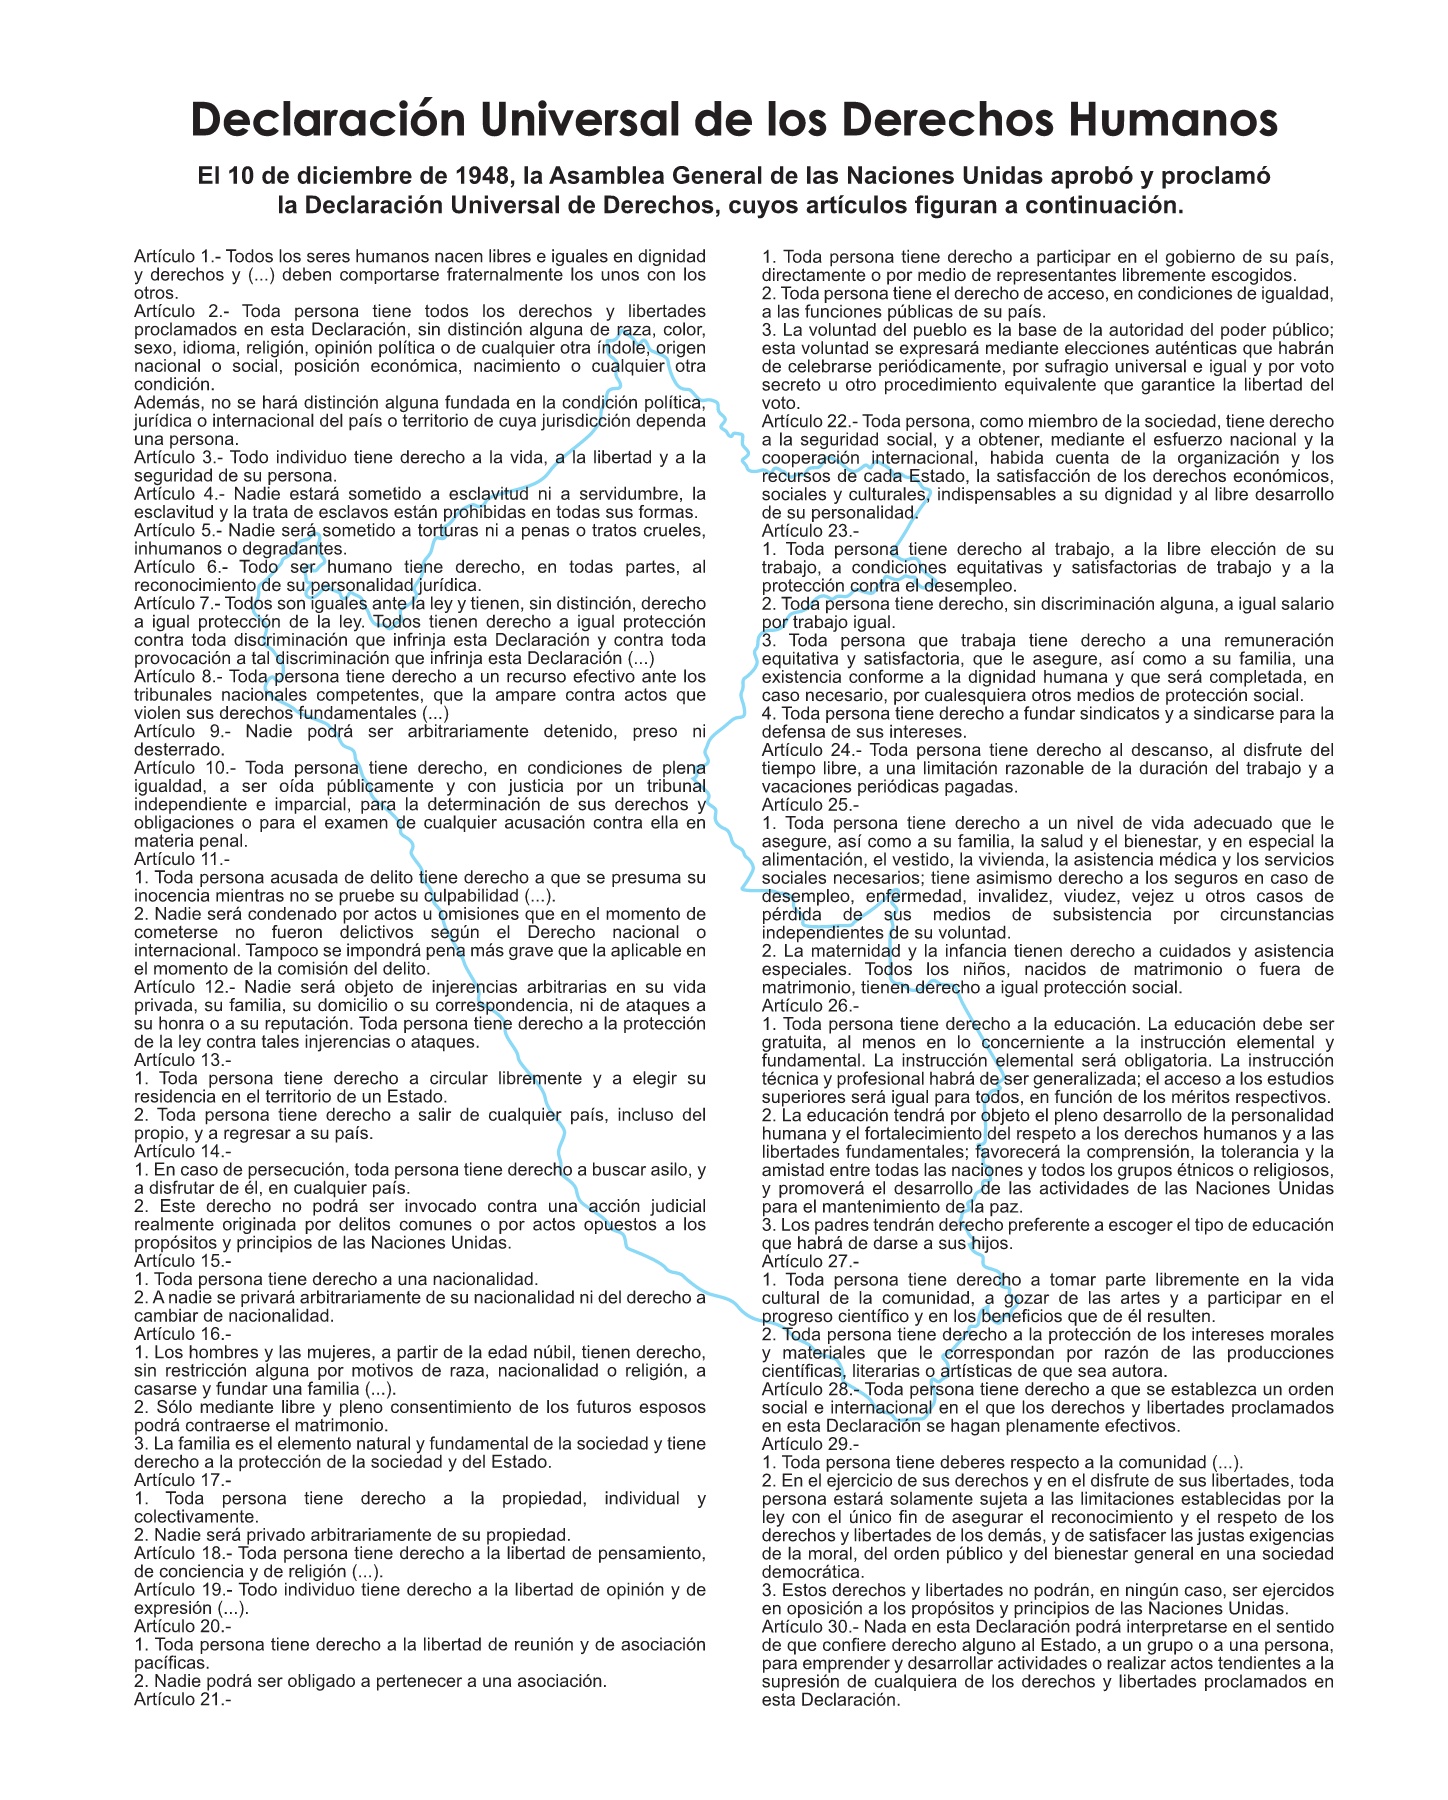 Declaración Universal de los Derechos Humanos
El 10 de diciembre de 1948, la Asamblea General de las Naciones Unidas aprobó y proclamó
la Declaración Universal de Derechos, cuyos artículos figuran a continuación.
Artículo 1.- Todos los seres humanos nacen libres e iguales en dignidad
y derechos y (...) deben comportarse fraternalmente los unos con los
otros.
Artículo 2.- Toda persona tiene todos los derechos y libertades
proclamados en esta Declaración, sin distinción alguna de raza, color,
sexo, idioma, religión, opinión política o de cualquier otra índole, origen
nacional o social, posición económica, nacimiento o cualquier otra
condición.
Además, no se hará distinción alguna fundada en la condición política,
jurídica o internacional del país o territorio de cuya jurisdicción dependa
una persona.
Artículo 3.- Todo individuo tiene derecho a la vida, a la libertad y a la
seguridad de su persona.
Artículo 4.- Nadie estará sometido a esclavitud ni a servidumbre, la
esclavitud y la trata de esclavos están prohibidas en todas sus formas.
Artículo 5.- Nadie será sometido a torturas ni a penas o tratos crueles,
inhumanos o degradantes.
Artículo 6.- Todo ser humano tiene derecho, en todas partes, al
reconocimiento de su personalidad jurídica.
Artículo 7.- Todos son iguales ante la ley y tienen, sin distinción, derecho
a igual protección de la ley. Todos tienen derecho a igual protección
contra toda discriminación que infrinja esta Declaración y contra toda
provocación a tal discriminación que infrinja esta Declaración (...)
Artículo 8.- Toda persona tiene derecho a un recurso efectivo ante los
tribunales nacionales competentes, que la ampare contra actos que
violen sus derechos fundamentales (...)
Artículo 9.- Nadie podrá ser arbitrariamente detenido, preso ni
desterrado.
Artículo 10.- Toda persona tiene derecho, en condiciones de plena
igualdad, a ser oída públicamente y con justicia por un tribunal
independiente e imparcial, para la determinación de sus derechos y
obligaciones o para el examen de cualquier acusación contra ella en
materia penal.
Artículo 11.-
1. Toda persona acusada de delito tiene derecho a que se presuma su
inocencia mientras no se pruebe su culpabilidad (...).
2. Nadie será condenado por actos u omisiones que en el momento de
cometerse no fueron delictivos según el Derecho nacional o
internacional. Tampoco se impondrá pena más grave que la aplicable en
el momento de la comisión del delito.
Artículo 12.- Nadie será objeto de injerencias arbitrarias en su vida
privada, su familia, su domicilio o su correspondencia, ni de ataques a
su honra o a su reputación. Toda persona tiene derecho a la protección
de la ley contra tales injerencias o ataques.
Artículo 13.-
1. Toda persona tiene derecho a circular libremente y a elegir su
residencia en el territorio de un Estado.
2. Toda persona tiene derecho a salir de cualquier país, incluso del
propio, y a regresar a su país.
Artículo 14.-
1. En caso de persecución, toda persona tiene derecho a buscar asilo, y
a disfrutar de él, en cualquier país.
2. Este derecho no podrá ser invocado contra una acción judicial
realmente originada por delitos comunes o por actos opuestos a los
propósitos y principios de las Naciones Unidas.
Artículo 15.-
1. Toda persona tiene derecho a una nacionalidad.
2. A nadie se privará arbitrariamente de su nacionalidad ni del derecho a
cambiar de nacionalidad.
Artículo 16.-
1. Los hombres y las mujeres, a partir de la edad núbil, tienen derecho,
sin restricción alguna por motivos de raza, nacionalidad o religión, a
casarse y fundar una familia (...).
2. Sólo mediante libre y pleno consentimiento de los futuros esposos
podrá contraerse el matrimonio.
3. La familia es el elemento natural y fundamental de la sociedad y tiene
derecho a la protección de la sociedad y del Estado.
Artículo 17.-
1. Toda persona tiene derecho a la propiedad, individual y
colectivamente.
2. Nadie será privado arbitrariamente de su propiedad.
Artículo 18.- Toda persona tiene derecho a la libertad de pensamiento,
de conciencia y de religión (...).
Artículo 19.- Todo individuo tiene derecho a la libertad de opinión y de
expresión (...).
Artículo 20.-
1. Toda persona tiene derecho a la libertad de reunión y de asociación
pacíficas.
2. Nadie podrá ser obligado a pertenecer a una asociación.
Artículo 21.-
1. Toda persona tiene derecho a participar en el gobierno de su país,
directamente o por medio de representantes libremente escogidos.
2. Toda persona tiene el derecho de acceso, en condiciones de igualdad,
a las funciones públicas de su país.
3. La voluntad del pueblo es la base de la autoridad del poder público;
esta voluntad se expresará mediante elecciones auténticas que habrán
de celebrarse periódicamente, por sufragio universal e igual y por voto
secreto u otro procedimiento equivalente que garantice la libertad del
voto.
Artículo 22.- Toda persona, como miembro de la sociedad, tiene derecho
a la seguridad social, y a obtener, mediante el esfuerzo nacional y la
cooperación internacional, habida cuenta de la organización y los
recursos de cada Estado, la satisfacción de los derechos económicos,
sociales y culturales, indispensables a su dignidad y al libre desarrollo
de su personalidad.
Artículo 23.-
1. Toda persona tiene derecho al trabajo, a la libre elección de su
trabajo, a condiciones equitativas y satisfactorias de trabajo y a la
protección contra el desempleo.
2. Toda persona tiene derecho, sin discriminación alguna, a igual salario
por trabajo igual.
3. Toda persona que trabaja tiene derecho a una remuneración
equitativa y satisfactoria, que le asegure, así como a su familia, una
existencia conforme a la dignidad humana y que será completada, en
caso necesario, por cualesquiera otros medios de protección social.
4. Toda persona tiene derecho a fundar sindicatos y a sindicarse para la
defensa de sus intereses.
Artículo 24.- Toda persona tiene derecho al descanso, al disfrute del
tiempo libre, a una limitación razonable de la duración del trabajo y a
vacaciones periódicas pagadas.
Artículo 25.-
1. Toda persona tiene derecho a un nivel de vida adecuado que le
asegure, así como a su familia, la salud y el bienestar, y en especial la
alimentación, el vestido, la vivienda, la asistencia médica y los servicios
sociales necesarios; tiene asimismo derecho a los seguros en caso de
desempleo, enfermedad, invalidez, viudez, vejez u otros casos de
pérdida de sus medios de subsistencia por circunstancias
independientes de su voluntad.
2. La maternidad y la infancia tienen derecho a cuidados y asistencia
especiales. Todos los niños, nacidos de matrimonio o fuera de
matrimonio, tienen derecho a igual protección social.
Artículo 26.-
1. Toda persona tiene derecho a la educación. La educación debe ser
gratuita, al menos en lo concerniente a la instrucción elemental y
fundamental. La instrucción elemental será obligatoria. La instrucción
técnica y profesional habrá de ser generalizada; el acceso a los estudios
superiores será igual para todos, en función de los méritos respectivos.
2. La educación tendrá por objeto el pleno desarrollo de la personalidad
humana y el fortalecimiento del respeto a los derechos humanos y a las
libertades fundamentales; favorecerá la comprensión, la tolerancia y la
amistad entre todas las naciones y todos los grupos étnicos o religiosos,
y promoverá el desarrollo de las actividades de las Naciones Unidas
para el mantenimiento de la paz.
3. Los padres tendrán derecho preferente a escoger el tipo de educación
que habrá de darse a sus hijos.
Artículo 27.-
1. Toda persona tiene derecho a tomar parte libremente en la vida
cultural de la comunidad, a gozar de las artes y a participar en el
progreso científico y en los beneficios que de él resulten.
2. Toda persona tiene derecho a la protección de los intereses morales
y materiales que le correspondan por razón de las producciones
científicas, literarias o artísticas de que sea autora.
Artículo 28.- Toda persona tiene derecho a que se establezca un orden
social e internacional en el que los derechos y libertades proclamados
en esta Declaración se hagan plenamente efectivos.
Artículo 29.-
1. Toda persona tiene deberes respecto a la comunidad (...).
2. En el ejercicio de sus derechos y en el disfrute de sus libertades, toda
persona estará solamente sujeta a las limitaciones establecidas por la
ley con el único fin de asegurar el reconocimiento y el respeto de los
derechos y libertades de los demás, y de satisfacer las justas exigencias
de la moral, del orden público y del bienestar general en una sociedad
democrática.
3. Estos derechos y libertades no podrán, en ningún caso, ser ejercidos
en oposición a los propósitos y principios de las Naciones Unidas.
Artículo 30.- Nada en esta Declaración podrá interpretarse en el sentido
de que confiere derecho alguno al Estado, a un grupo o a una persona,
para emprender y desarrollar actividades o realizar actos tendientes a la
supresión de cualquiera de los derechos y libertades proclamados en
esta Declaración.